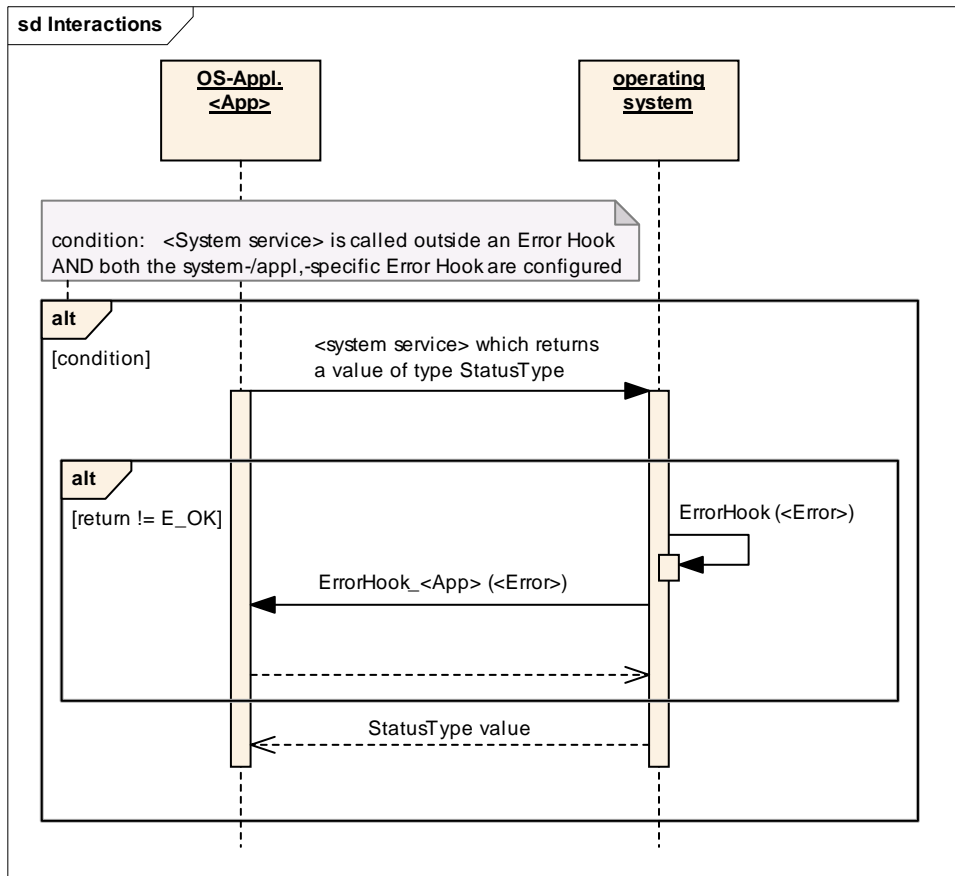 sd Interactions
OS-Appl.
<App>
operating
system
condition: <System service> is called outside an Error Hook
AND both the system-/appl,-specific Error Hook are configured
alt
[condition]
<system service> which returns
a value of type StatusType
alt
[return != E_OK]
ErrorHook (<Error>)
ErrorHook_<App> (<Error>)
StatusType value